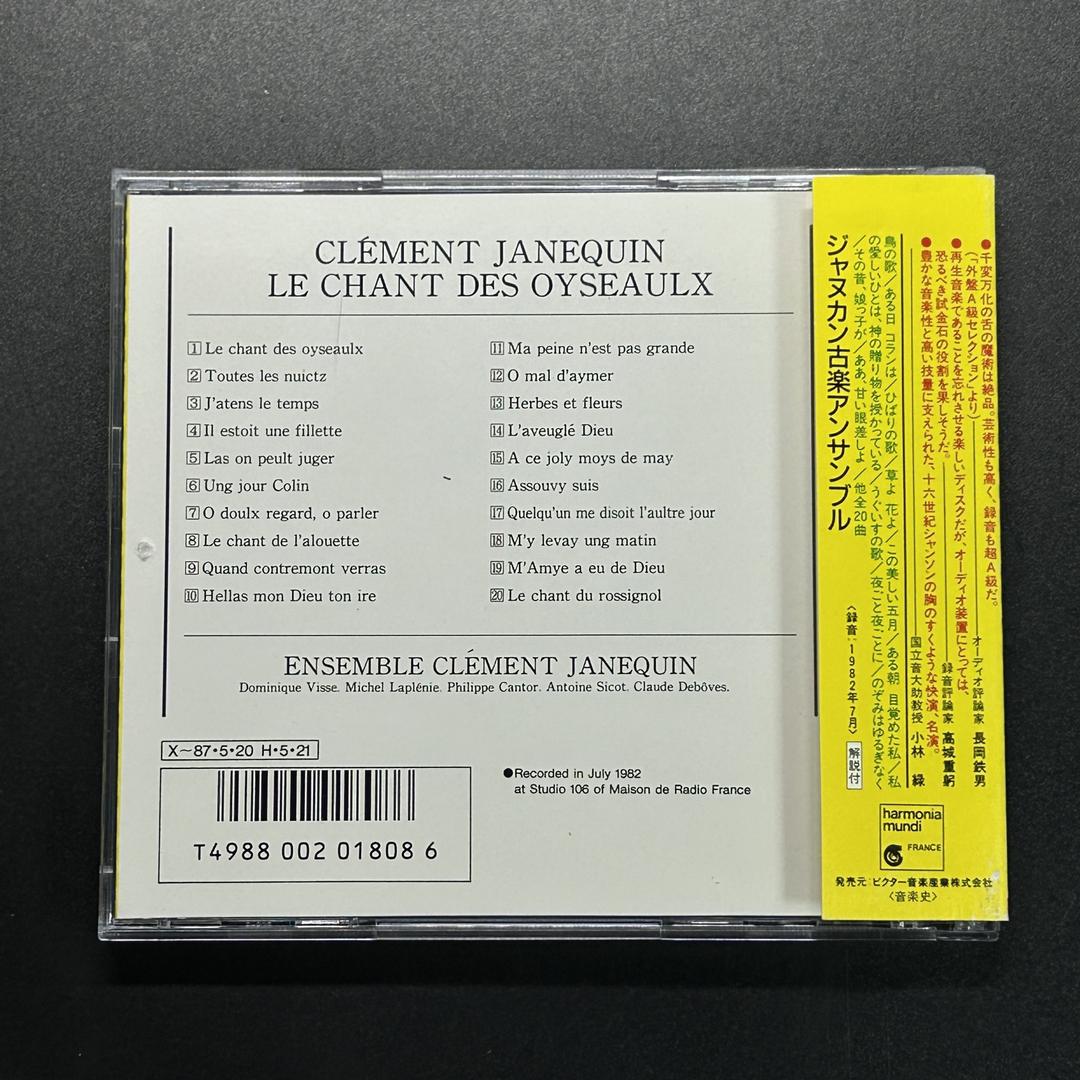 CLÉMENT JANEQUIN
LE CHANT DES OYSEAULX
1 Le chant des oyseaulx
2 Toutes les nuictz
3 J'atens le temps
4 Il estoit une fillette
5 Las on peult juger
6 Ung jour Colin
7 O doulx regard, o parler
8 Le chant de l'alouette
9 Quand contremont verras
10 Hellas mon Dieu ton ire
11 Ma peine n'est pas grande
12 O mal d'aymer
13 Herbes et fleurs
14 L'aveuglé Dieu
15 A ce joly moys de may
16 Assouvy suis
17 Quelqu'un me disoit l'aultre jour
18 M'y levay ung matin
19 M'Amye a eu de Dieu
20 Le chant du rossignol
ENSEMBLE CLÉMENT JANEQUIN
Dominique Visse. Michel Laplénie. Philippe Cantor. Antoine Sicot. Claude Debôves.
X~87・5・20 H・5・21
T4988 002 01808 6
●Recorded in July 1982
at Studio 106 of Maison de Radio France
●千変万化の舌の魔術は絶品。芸術性も高く、録音も超A級だ。
(「外盤A級セレクション」より) オーディオ評論家 長岡鉄男
●再生音楽であることを忘れさせる楽しいディスクだが、オーディオ装置にとっては、
恐るべき試金石の役割を果しそうだ。 録音評論家 高城重躬
●豊かな音楽性と高い技量に支えられた、十六世紀シャンソンの胸のすくような快演、名演。
国立音大助教授 小林 緑
鳥の歌/ある日 コランは/ひばりの歌/草よ 花よ/この美しい五月/ある朝 目覚めた私/私
の愛しいひとは、神の贈り物を授かっている/うぐいすの歌/夜ごと夜ごとに/のぞみはゆるぎなく
/その昔、娘っ子が/ああ、甘い眼差しよ/他全20曲
〈録音:1982年7月〉 解説付
ジャヌカン古楽アンサンブル
harmonia
mundi
FRANCE
発売元:ビクター音楽産業株式会社
〈音楽史〉